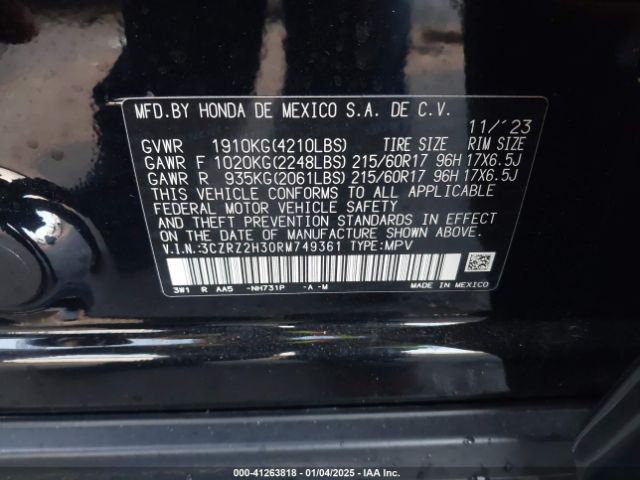 MFD.BY HONDA DE MEXICO S.A. DE C.V.
11/'23
GVWR 1910KG(4210LBS) TIRE SIZE RIM SIZE
GAWR F 1020KG(2248LBS) 215/60R17 96H 17X6.5J
GAWR R 935KG(2061LBS) 215/60R17 96H 17X6.5J
THIS VEHICLE CONFORMS TO ALL APPLICABLE
FEDERAL MOTOR VEHICLE SAFETY
AND THEFT PREVENTION STANDARDS IN EFFECT
ON THE DATE OF MANUFACTURE SHOWN ABOVE.
V.I.N.:3CZRZ2H30RM749361 TYPE:MPV
3W1 R AA5 -NH731P -A -M MADE IN MEXICO
000-41263818 - 01/04/2025 - IAA Inc.